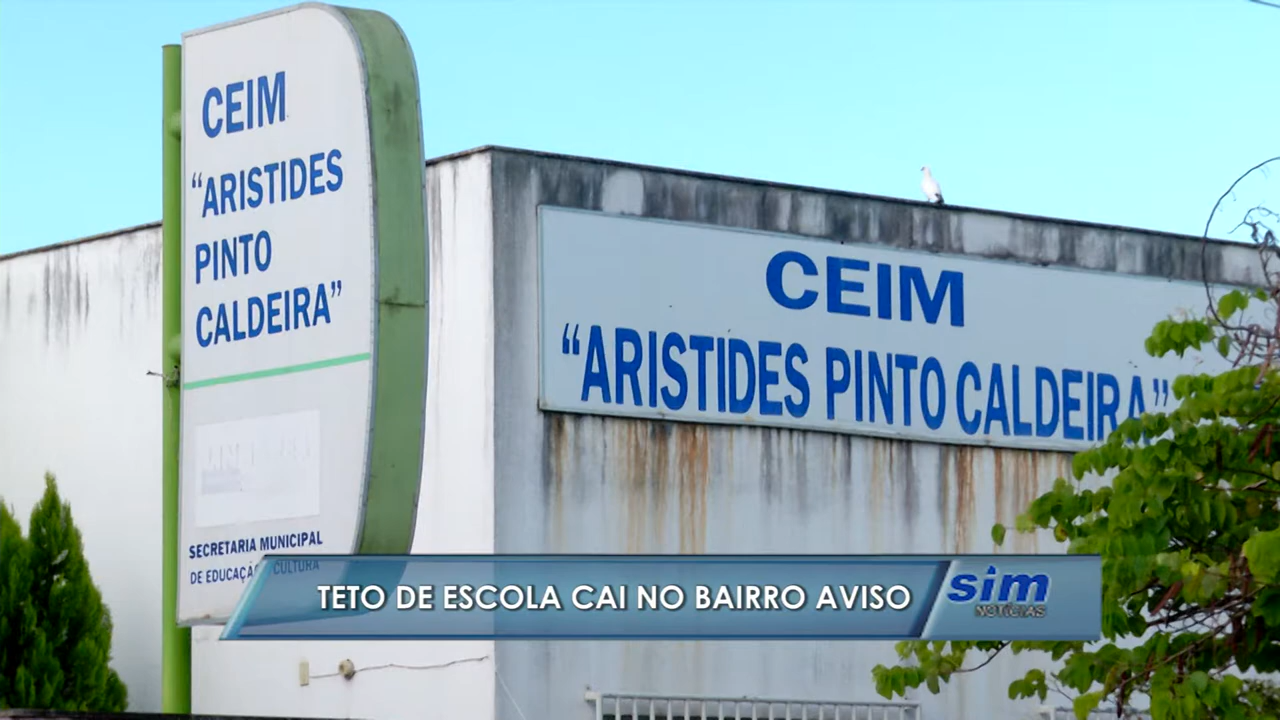 CEIM
“ARISTIDES
PINTO
CALDEIRA”
SECRETARIA MUNICIPAL
DE EDUCAÇÃO E CULTURA
CEIM
“ARISTIDES PINTO CALDEIRA”
TETO DE ESCOLA CAI NO BAIRRO AVISO
sim
NOTÍCIAS